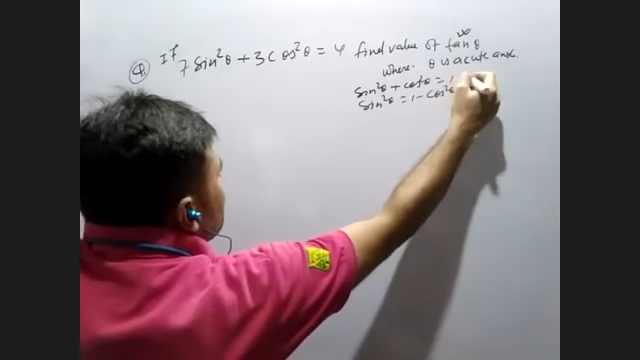 Q. If 7 sin²θ + 3 cos²θ = 4 find value of tan θ
where θ is acute angle.
sin²θ + cos²θ = 1
sin²θ = 1 - cos²θ